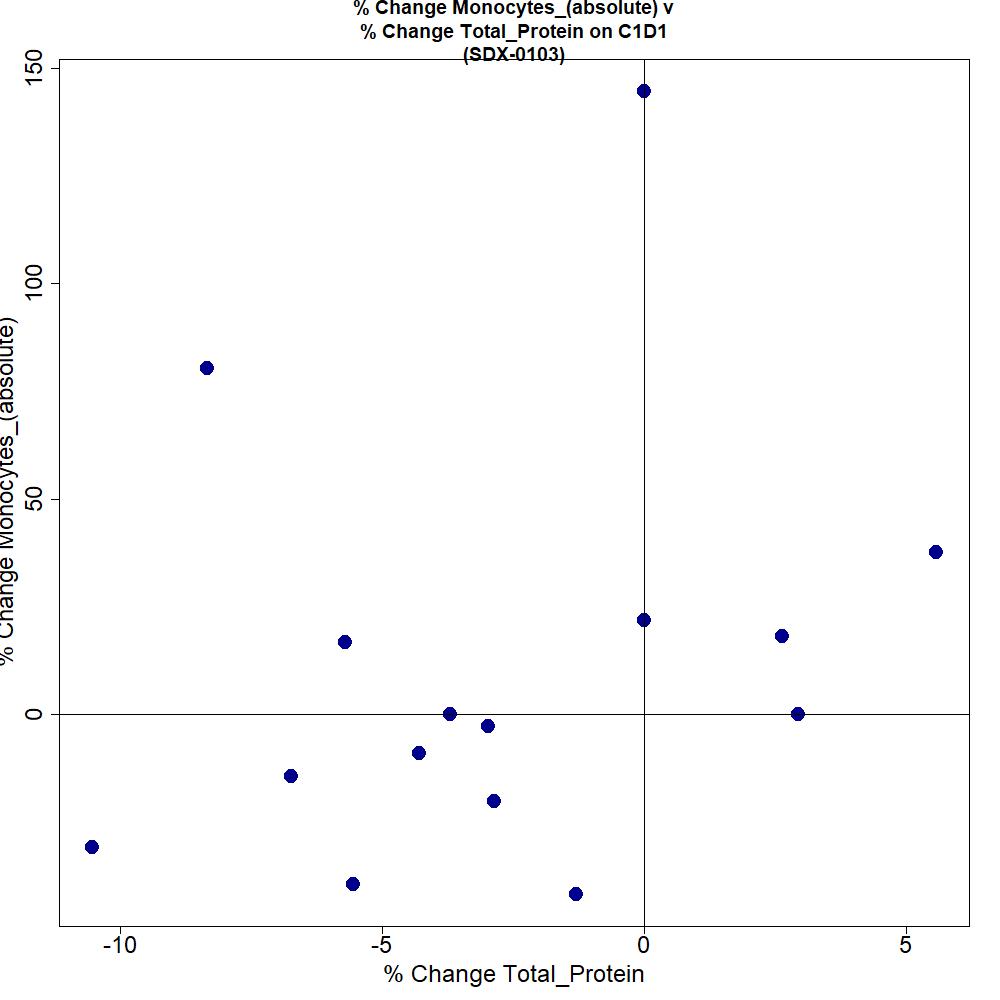 % Change Monocytes_(absolute) v
% Change Total_Protein on C1D1
(SDX-0103)
150
100
50
0
% Change Monocytes_(absolute)
-10
-5
0
5
% Change Total_Protein